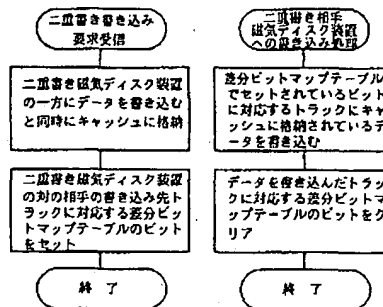 二重書き書き込み
要求受信
二重書き磁気ディスク装置
の一方にデータを書き込む
と同時にキャッシュに格納
二重書き磁気ディスク装置
の対の相手の書き込み先ト
ラックに対応する差分ビッ
トマップテーブルのビット
をセット
終了
二重書き相手
磁気ディスク装置
への書き込み処理
差分ビットマップテーブル
でセットされているビット
に対応するトラックにキャ
ッシュに格納されているデ
ータを書き込む
データを書き込んだトラッ
クに対応する差分ビットマ
ップテーブルのビットをク
リア
終了